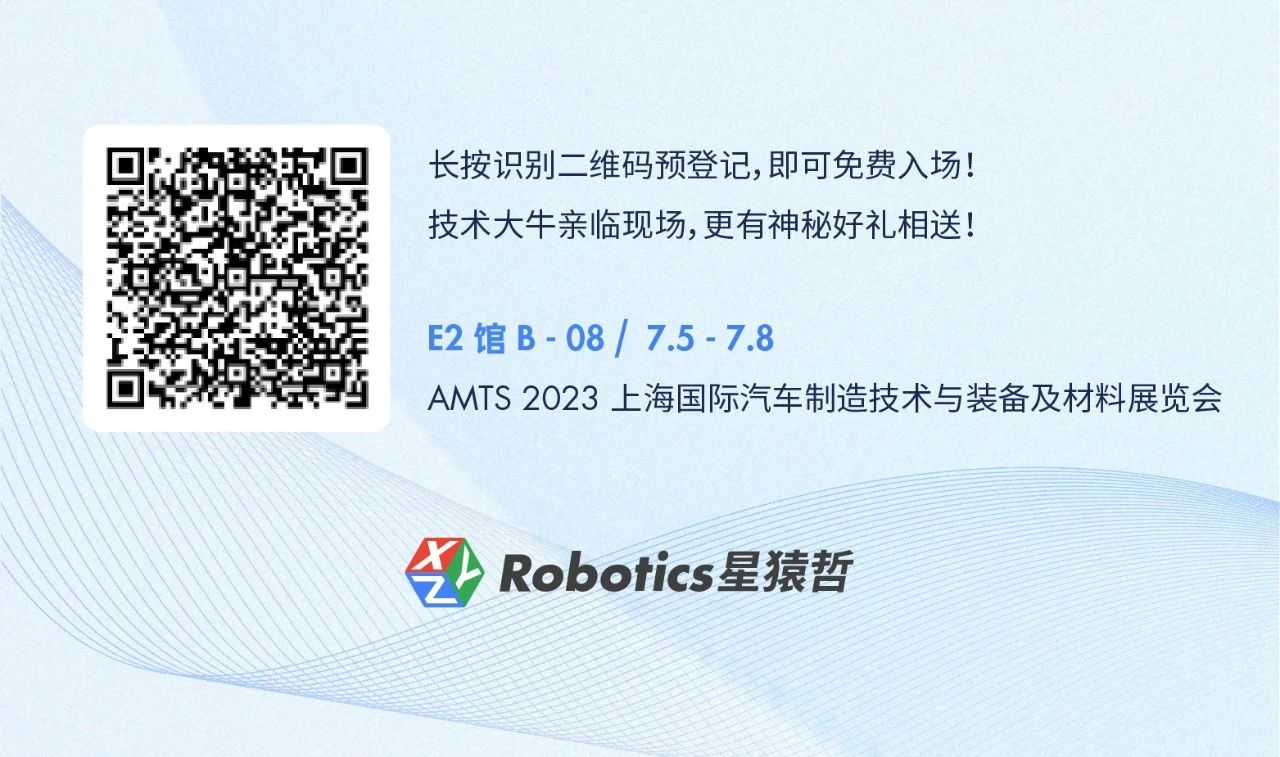 长按识别二维码预登记，即可免费入场！
技术大牛亲临现场，更有神秘好礼相送！
E2 馆 B - 08 / 7.5 - 7.8
AMTS 2023 上海国际汽车制造技术与装备及材料展览会
XYZ Robotics星猿哲